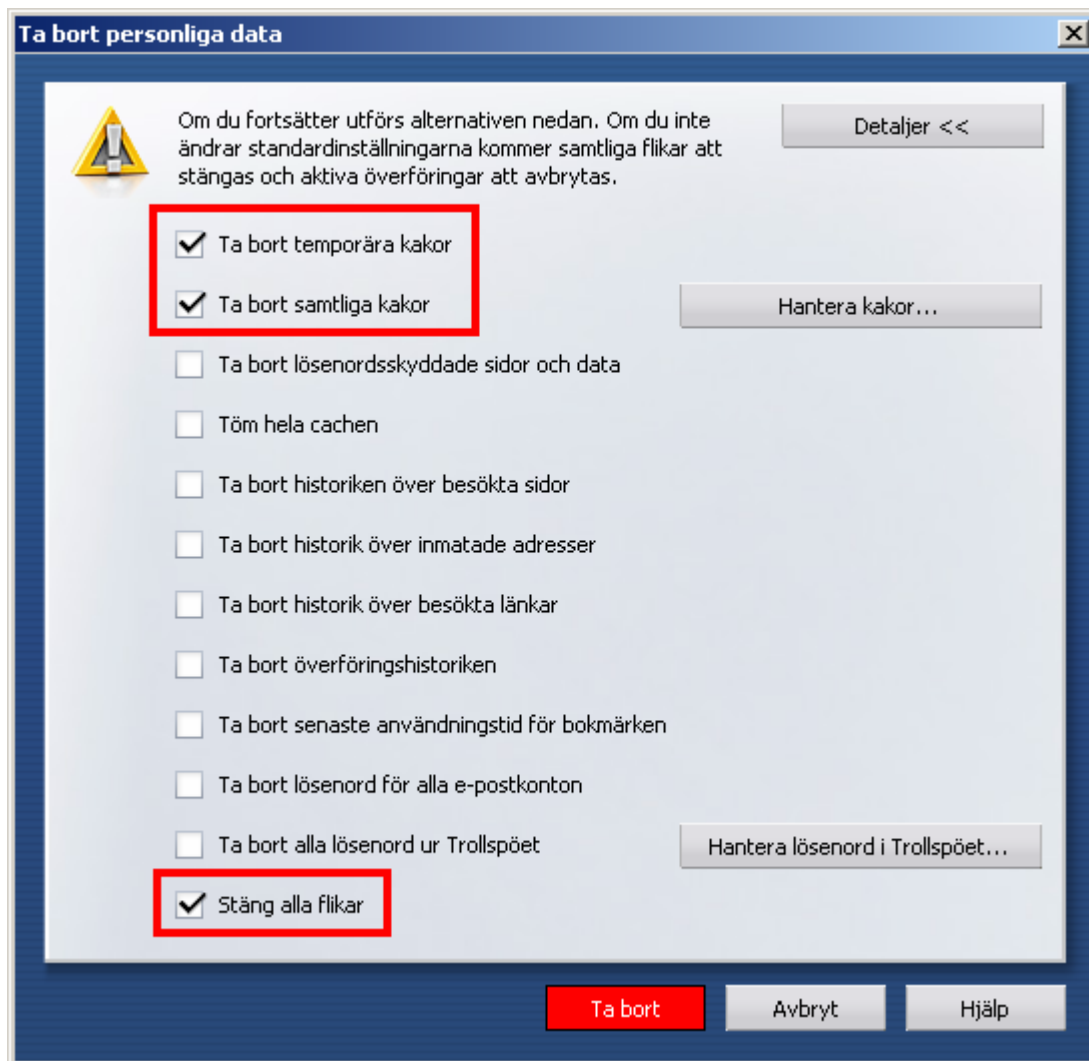 Ta bort personliga data
Om du fortsätter utförs alternativen nedan. Om du inte
ändrar standardinställningarna kommer samtliga flikar att
stängas och aktiva överföringar att avbrytas.
Detaljer <<
Ta bort temporära kakor
Ta bort samtliga kakor
Hantera kakor...
Ta bort lösenordsskyddade sidor och data
Töm hela cachen
Ta bort historiken över besökta sidor
Ta bort historik över inmatade adresser
Ta bort historik över besökta länkar
Ta bort överföringshistoriken
Ta bort senaste användningstid för bokmärken
Ta bort lösenord för alla e-postkonton
Ta bort alla lösenord ur Trollspöet
Hantera lösenord i Trollspöet...
Stäng alla flikar
Ta bort
Avbryt
Hjälp